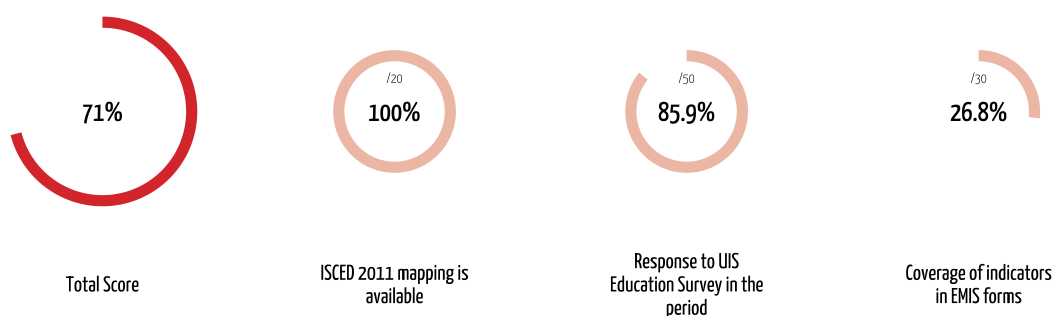 71%
Total Score
/20
100%
ISCED 2011 mapping is
available
/50
85.9%
Response to UIS
Education Survey in the
period
/30
26.8%
Coverage of indicators
in EMIS forms